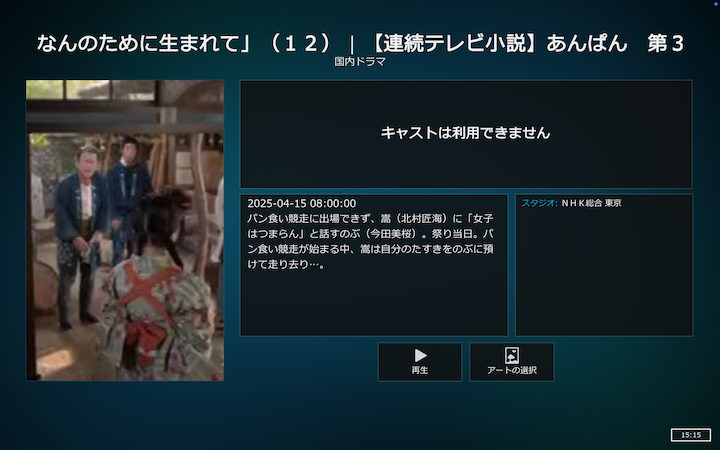 なんのために生まれて」（１２）｜【連続テレビ小説】あんぱん　第３
国内ドラマ
キャストは利用できません
2025-04-15 08:00:00
パン食い競走に出場できず、嵩（北村匠海）に「女子
はつまらん」と話すのぶ（今田美桜）。祭り当日。パ
ン食い競走が始まる中、嵩は自分のたすきをのぶに預
けて走り去り…。
スタジオ: ＮＨＫ総合 東京
再生
アートの選択
15:15